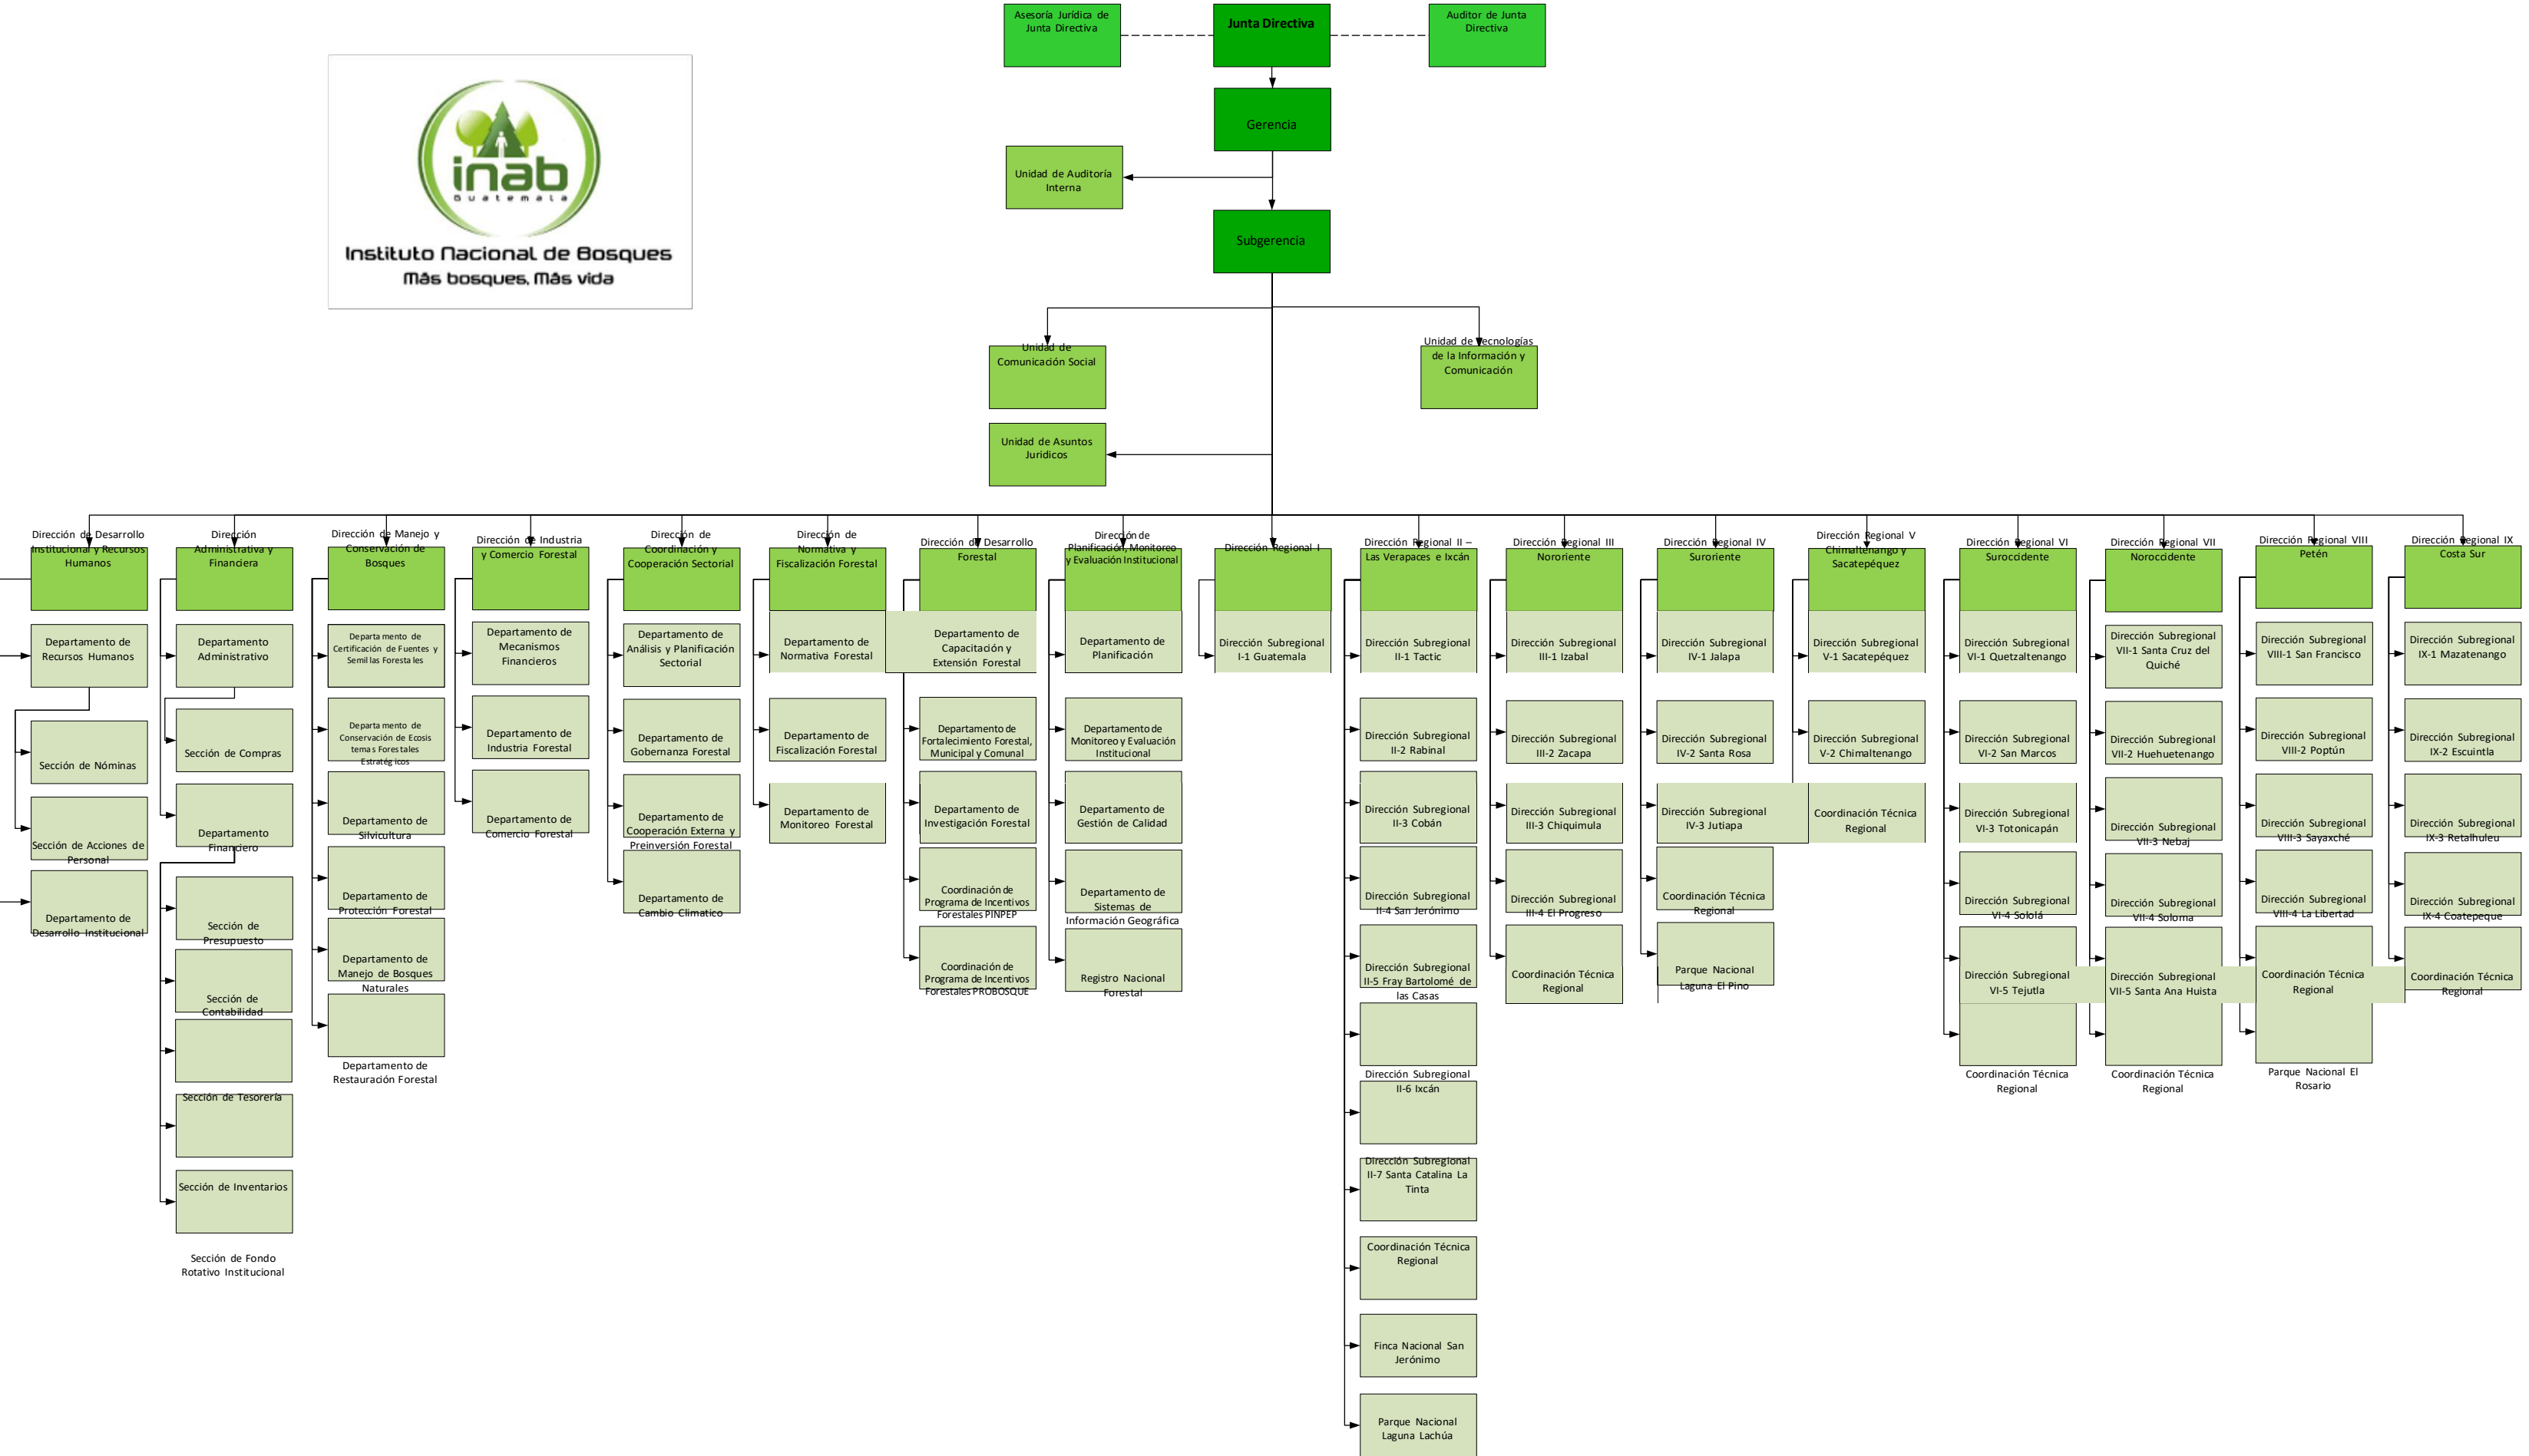 Asesoría Jurídica de
Junta Directiva
Junta Directiva
Auditor de Junta
Directiva
inab
Guatemala
Instituto Nacional de Bosques
Más bosques, Más vida
Gerencia
Unidad de Auditoría
Interna
Subgerencia
Unidad de
Comunicación Social
Unidad de Tecnologías
de la Información y
Comunicación
Unidad de Asuntos
Juridicos
Dirección de Desarrollo
Institucional y Recursos
Humanos
Departamento de
Recursos Humanos
Sección de Nóminas
Sección de Acciones de
Personal
Departamento de
Desarrollo Institucional
Dirección
Administrativa y
Financiera
Departamento
Administrativo
Sección de Compras
Departamento
Financiero
Sección de
Presupuesto
Sección de
Contabilidad
Sección de Tesorería
Sección de Inventarios
Sección de Fondo
Rotativo Institucional
Dirección de Manejo y
Conservación de
Bosques
Departamento de
Certificación de Fuentes y
Semillas Forestales
Departamento de
Conservación de Ecosis
temas Forestales
Estratégicos
Departamento de
Silvicultura
Departamento de
Protección Forestal
Departamento de
Manejo de Bosques
Naturales
Departamento de
Restauración Forestal
Dirección de Industria
y Comercio Forestal
Departamento de
Mecanismos
Financieros
Departamento de
Industria Forestal
Departamento de
Comercio Forestal
Dirección de
Coordinación y
Cooperación Sectorial
Departamento de
Análisis y Planificación
Sectorial
Departamento de
Gobernanza Forestal
Departamento de
Cooperación Externa y
Preinversión Forestal
Departamento de
Cambio Climatico
Dirección de
Normativa y
Fiscalización Forestal
Departamento de
Normativa Forestal
Departamento de
Fiscalización Forestal
Departamento de
Monitoreo Forestal
Dirección de Desarrollo
Forestal
Departamento de
Capacitación y
Extensión Forestal
Departamento de
Fortalecimiento Forestal,
Municipal y Comunal
Departamento de
Investigación Forestal
Coordinación de
Programa de Incentivos
Forestales PINPEP
Coordinación de
Programa de Incentivos
Forestales PROBOSQUE
Dirección de
Planificación, Monitoreo
y Evaluación Institucional
Departamento de
Planificación
Departamento de
Monitoreo y Evaluación
Institucional
Departamento de
Gestión de Calidad
Departamento de
Sistemas de
Información Geográfica
Registro Nacional
Forestal
Dirección Regional I
Dirección Subregional
I-1 Guatemala
Dirección Regional II –
Las Verapaces e Ixcán
Dirección Subregional
II-1 Tactic
Dirección Subregional
II-2 Rabinal
Dirección Subregional
II-3 Cobán
Dirección Subregional
II-4 San Jerónimo
Dirección Subregional
II-5 Fray Bartolomé de
las Casas
Dirección Subregional
II-6 Ixcán
Dirección Subregional
II-7 Santa Catalina La
Tinta
Coordinación Técnica
Regional
Finca Nacional San
Jerónimo
Parque Nacional
Laguna Lachúa
Dirección Regional III
Nororiente
Dirección Subregional
III-1 Izabal
Dirección Subregional
III-2 Zacapa
Dirección Subregional
III-3 Chiquimula
Dirección Subregional
III-4 El Progreso
Coordinación Técnica
Regional
Dirección Regional IV
Suroriente
Dirección Subregional
IV-1 Jalapa
Dirección Subregional
IV-2 Santa Rosa
Dirección Subregional
IV-3 Jutiapa
Coordinación Técnica
Regional
Parque Nacional
Laguna El Pino
Dirección Regional V
Chimaltenango y
Sacatepéquez
Dirección Subregional
V-1 Sacatepéquez
Dirección Subregional
V-2 Chimaltenango
Coordinación Técnica
Regional
Dirección Regional VI
Suroccidente
Dirección Subregional
VI-1 Quetzaltenango
Dirección Subregional
VI-2 San Marcos
Dirección Subregional
VI-3 Totonicapán
Dirección Subregional
VI-4 Sololá
Dirección Subregional
VI-5 Tejutla
Coordinación Técnica
Regional
Dirección Regional VII
Noroccidente
Dirección Subregional
VII-1 Santa Cruz del
Quiché
Dirección Subregional
VII-2 Huehuetenango
Dirección Subregional
VII-3 Nebaj
Dirección Subregional
VII-4 Soloma
Dirección Subregional
VII-5 Santa Ana Huista
Coordinación Técnica
Regional
Dirección Regional VIII
Petén
Dirección Subregional
VIII-1 San Francisco
Dirección Subregional
VIII-2 Poptún
Dirección Subregional
VIII-3 Sayaxché
Dirección Subregional
VIII-4 La Libertad
Coordinación Técnica
Regional
Parque Nacional El
Rosario
Dirección Regional IX
Costa Sur
Dirección Subregional
IX-1 Mazatenango
Dirección Subregional
IX-2 Escuintla
Dirección Subregional
IX-3 Retalhuleu
Dirección Subregional
IX-4 Coatepeque
Coordinación Técnica
Regional